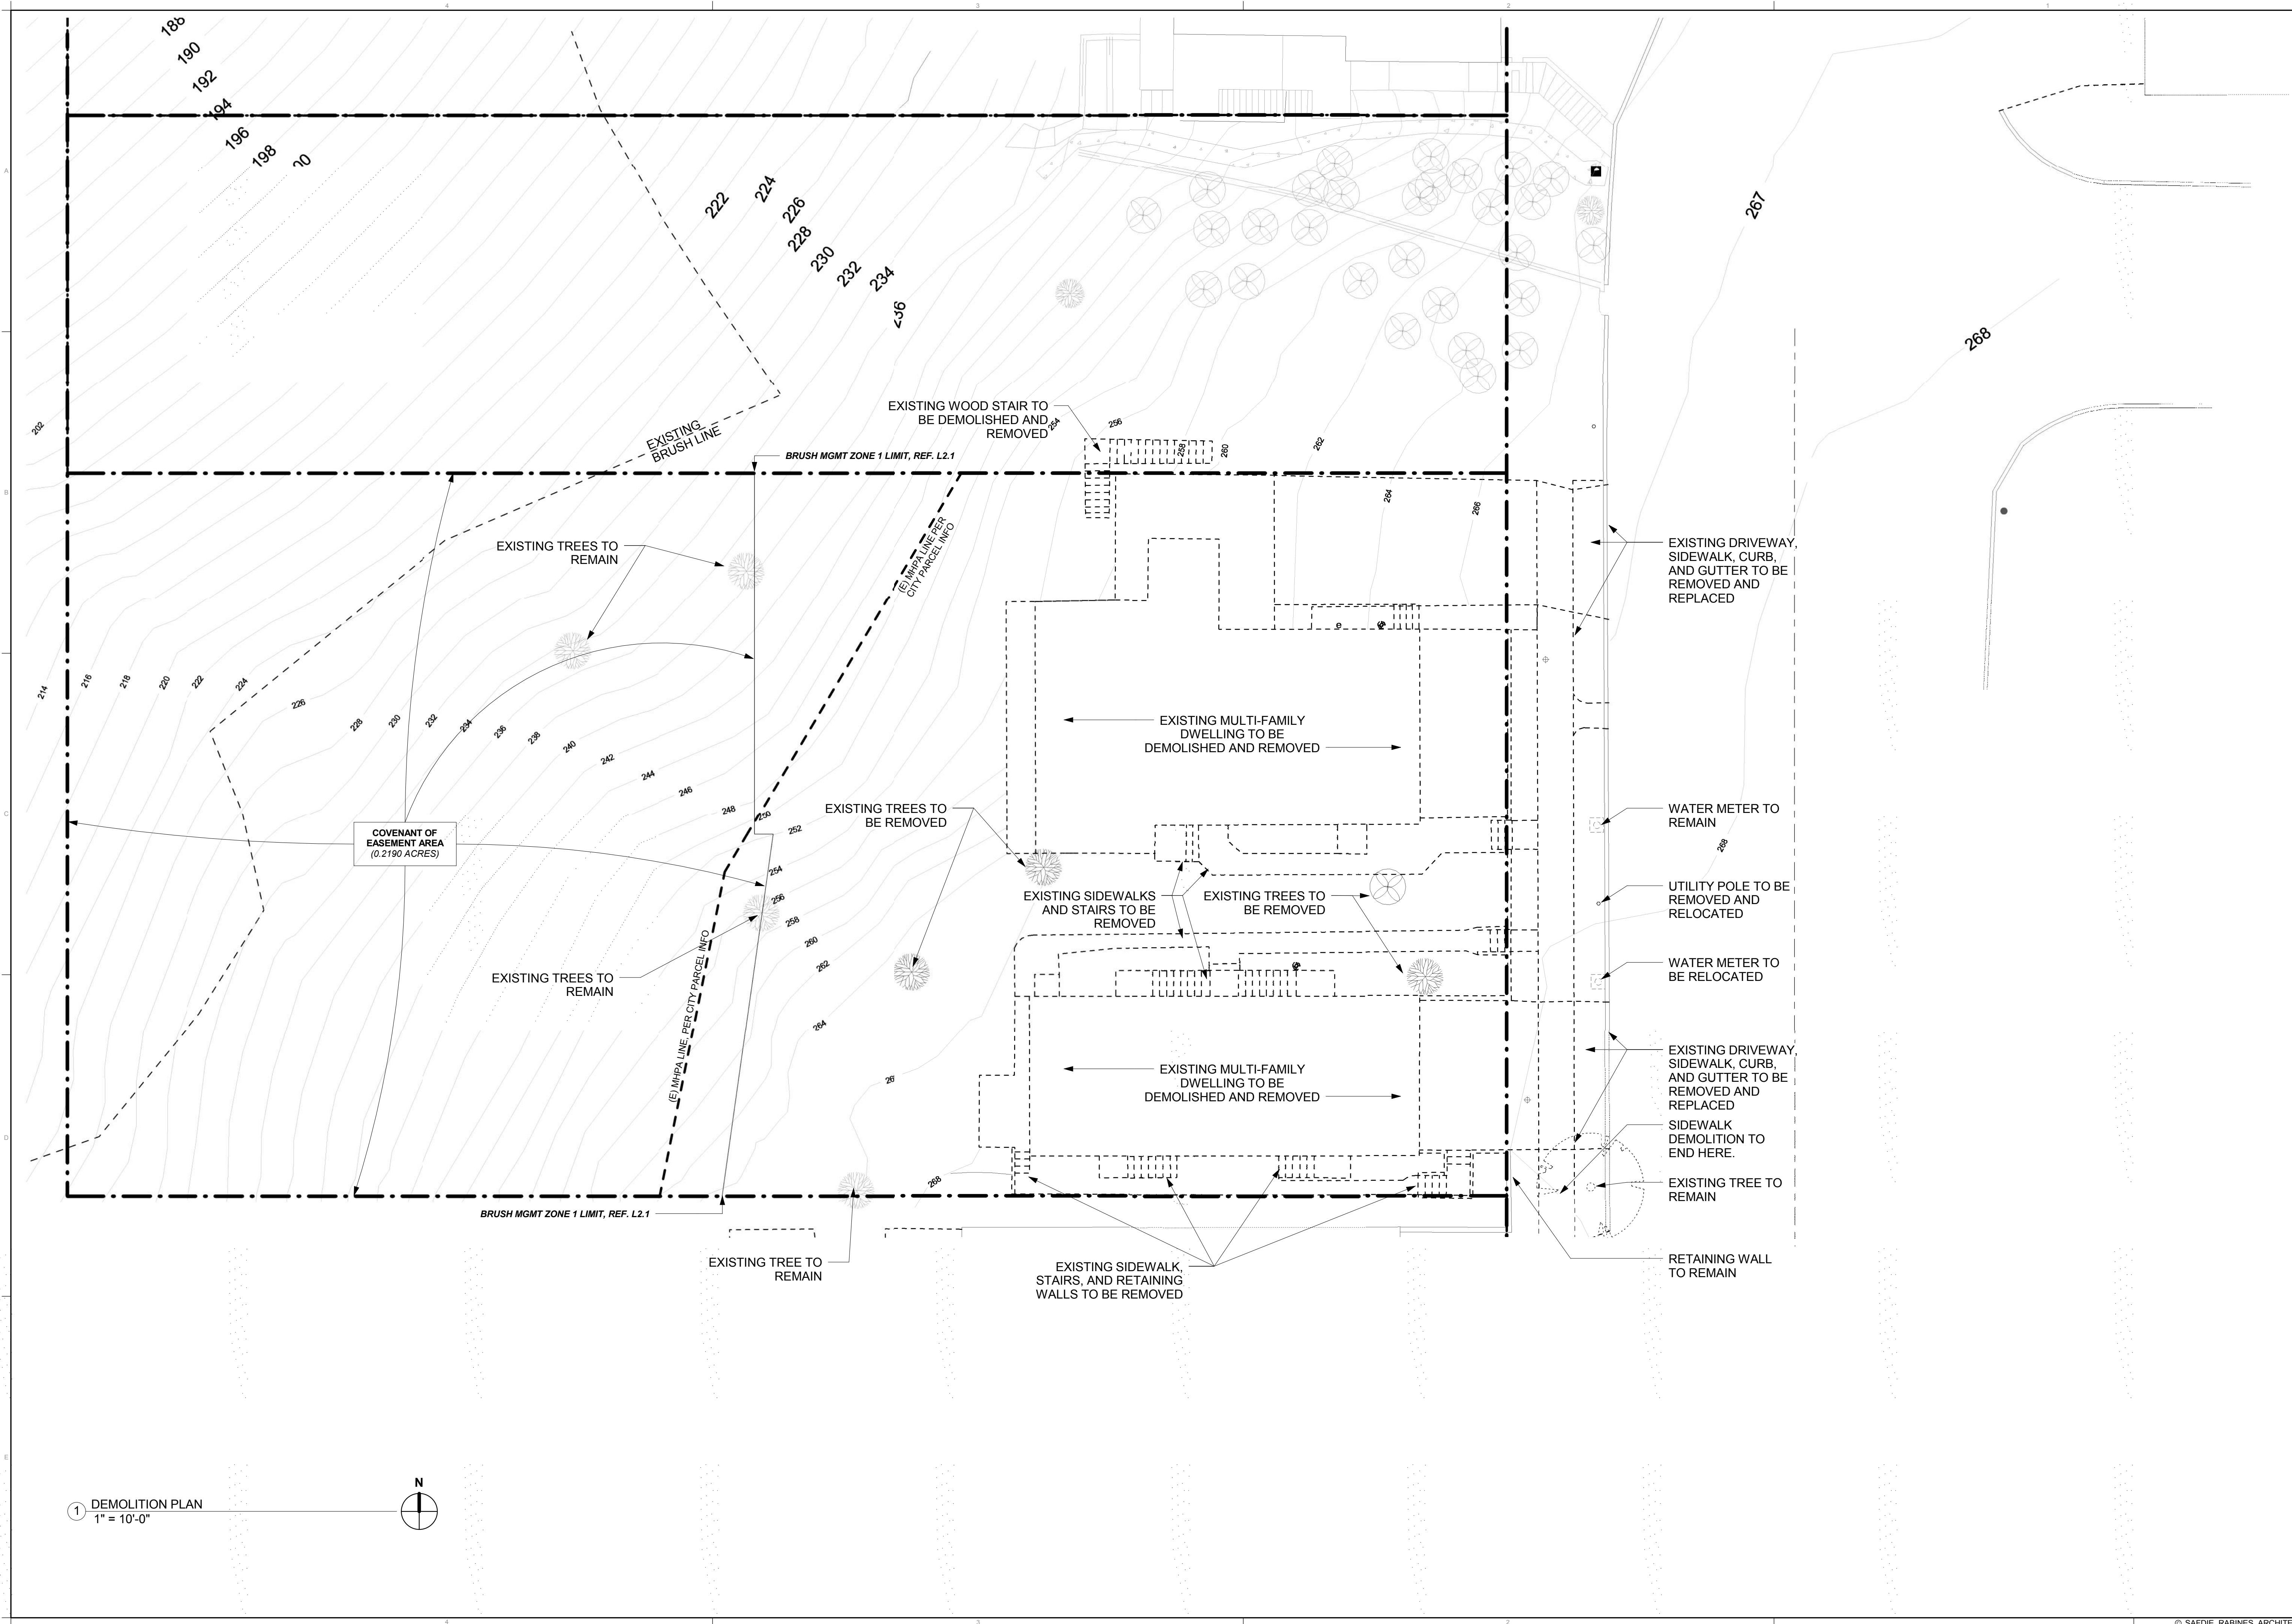 4
3
2
1
188
190
192
194
196
198
A
222
224
226
228
230
232
234
236
267
268
EXISTING WOOD STAIR TO
BE DEMOLISHED AND
REMOVED
254
256
258
260
262
264
266
202
EXISTING
BRUSH LINE
BRUSH MGMT ZONE 1 LIMIT, REF. L2.1
B
EXISTING TREES TO
REMAIN
(E) MHPA LINE PER
CITY PARCEL INFO
EXISTING DRIVEWAY,
SIDEWALK, CURB,
AND GUTTER TO BE
REMOVED AND
REPLACED
214
216
218
220
222
224
226
228
230
232
234
236
238
240
242
244
246
248
250
252
254
256
258
260
262
264
268
EXISTING MULTI-FAMILY
DWELLING TO BE
DEMOLISHED AND REMOVED
C
COVENANT OF
EASEMENT AREA
(0.2190 ACRES)
EXISTING TREES TO
BE REMOVED
WATER METER TO
REMAIN
268
EXISTING SIDEWALKS
AND STAIRS TO BE
REMOVED
EXISTING TREES TO
BE REMOVED
UTILITY POLE TO BE
REMOVED AND
RELOCATED
EXISTING TREES TO
REMAIN
(E) MHPA LINE, PER CITY PARCEL INFO
WATER METER TO
BE RELOCATED
EXISTING MULTI-FAMILY
DWELLING TO BE
DEMOLISHED AND REMOVED
EXISTING DRIVEWAY,
SIDEWALK, CURB,
AND GUTTER TO BE
REMOVED AND
REPLACED
D
SIDEWALK
DEMOLITION TO
END HERE.
EXISTING TREE TO
REMAIN
BRUSH MGMT ZONE 1 LIMIT, REF. L2.1
EXISTING TREE TO
REMAIN
EXISTING SIDEWALK,
STAIRS, AND RETAINING
WALLS TO BE REMOVED
RETAINING WALL
TO REMAIN
E
N
1
DEMOLITION PLAN
1" = 10'-0"
4
3
2